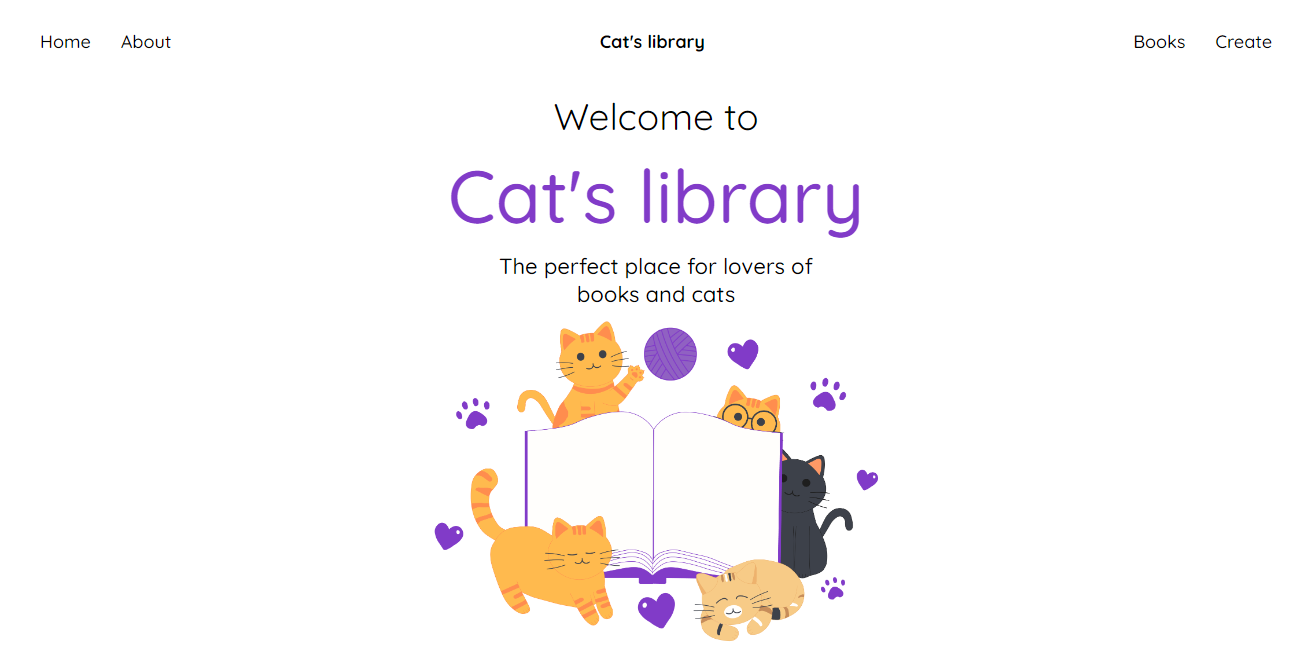 Home About Cat's library Books Create
Welcome to
Cat's library
The perfect place for lovers of
books and cats